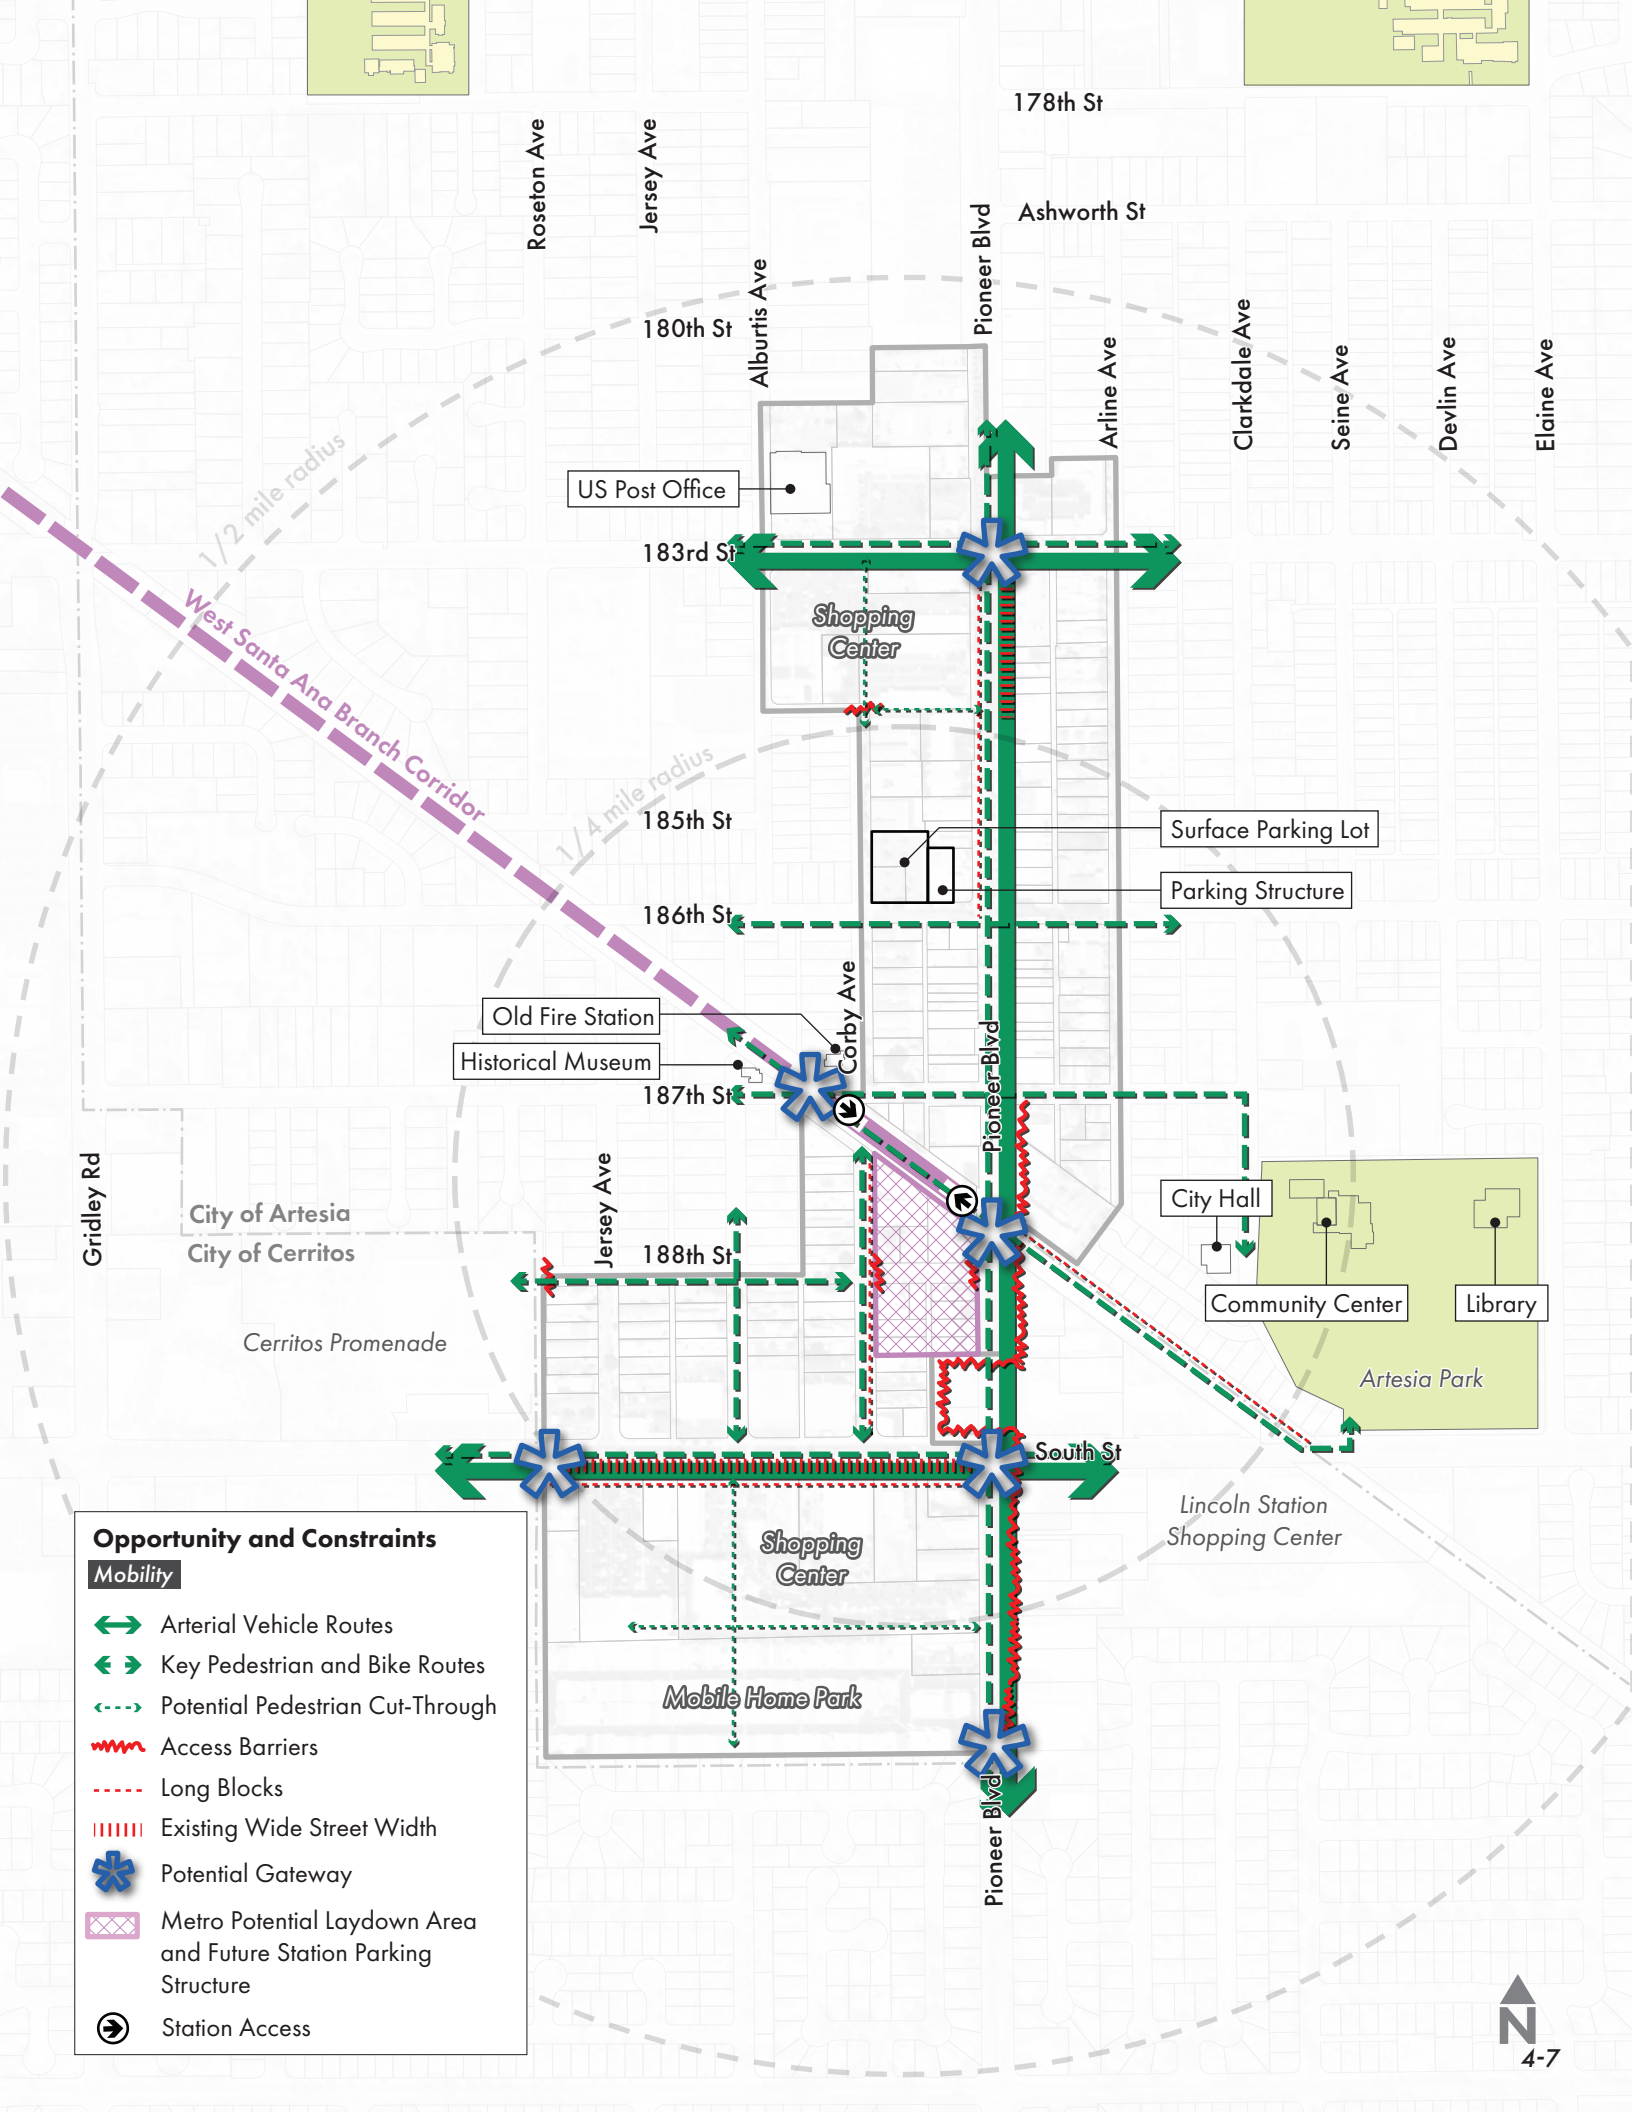 178th St
Roseton Ave
Jersey Ave
Ashworth St
Pioneer Blvd
Alburtis Ave
180th St
Clarkdale Ave
Arline Ave
Seine Ave
Devlin Ave
Elaine Ave
1/2 mile radius
US Post Office
183rd St
West Santa Ana Branch Corridor
Shopping
Center
1/4 mile radius
185th St
Surface Parking Lot
Parking Structure
186th St
Corby Ave
Old Fire Station
Pioneer Blvd
Historical Museum
187th St
Gridley Rd
Jersey Ave
City Hall
City of Artesia
City of Cerritos
188th St
Community Center
Library
Cerritos Promenade
Artesia Park
South St
Lincoln Station
Shopping Center
Shopping
Center
Mobile Home Park
Pioneer Blvd
Opportunity and Constraints
Mobility
Arterial Vehicle Routes
Key Pedestrian and Bike Routes
Potential Pedestrian Cut-Through
Access Barriers
Long Blocks
Existing Wide Street Width
Potential Gateway
Metro Potential Laydown Area
and Future Station Parking
Structure
Station Access
N
4-7